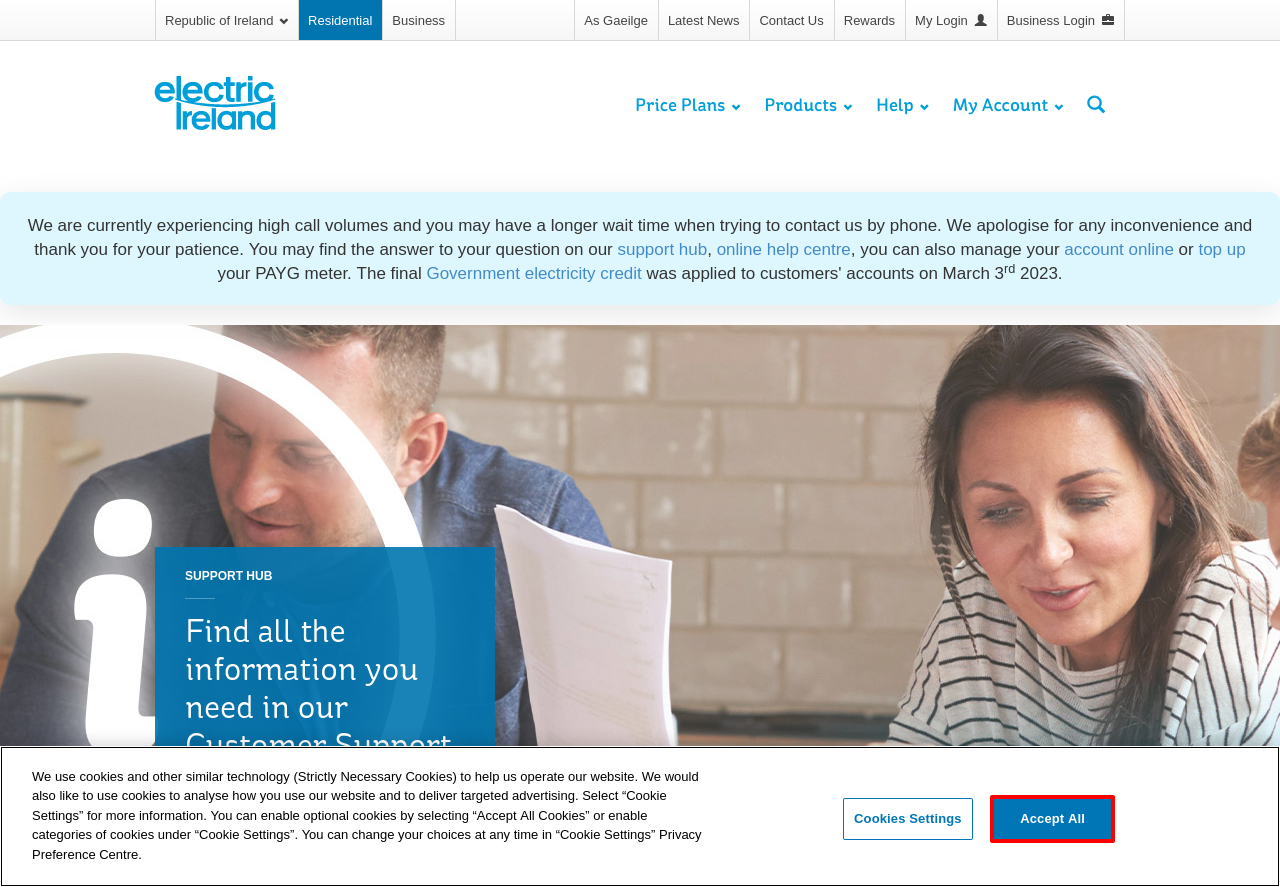 Republic of Ireland
Residential
Business
As Gaeilge
Latest News
Contact Us
Rewards
My Login
Business Login
electric
Ireland
Price Plans
Products
Help
My Account
We are currently experiencing high call volumes and you may have a longer wait time when trying to contact us by phone. We apologise for any inconvenience and
thank you for your patience. You may find the answer to your question on our support hub, online help centre, you can also manage your account online or top up
your PAYG meter. The final Government electricity credit was applied to customers' accounts on March 3rd 2023.
SUPPORT HUB
Find all the
information you
need in our
Customer Support
We use cookies and other similar technology (Strictly Necessary Cookies) to help us operate our website. We would
also like to use cookies to analyse how you use our website and to deliver targeted advertising. Select “Cookie
Settings” for more information. You can enable optional cookies by selecting “Accept All Cookies” or enable
categories of cookies under “Cookie Settings”. You can change your choices at any time in “Cookie Settings” Privacy
Preference Centre.
Cookies Settings
Accept All